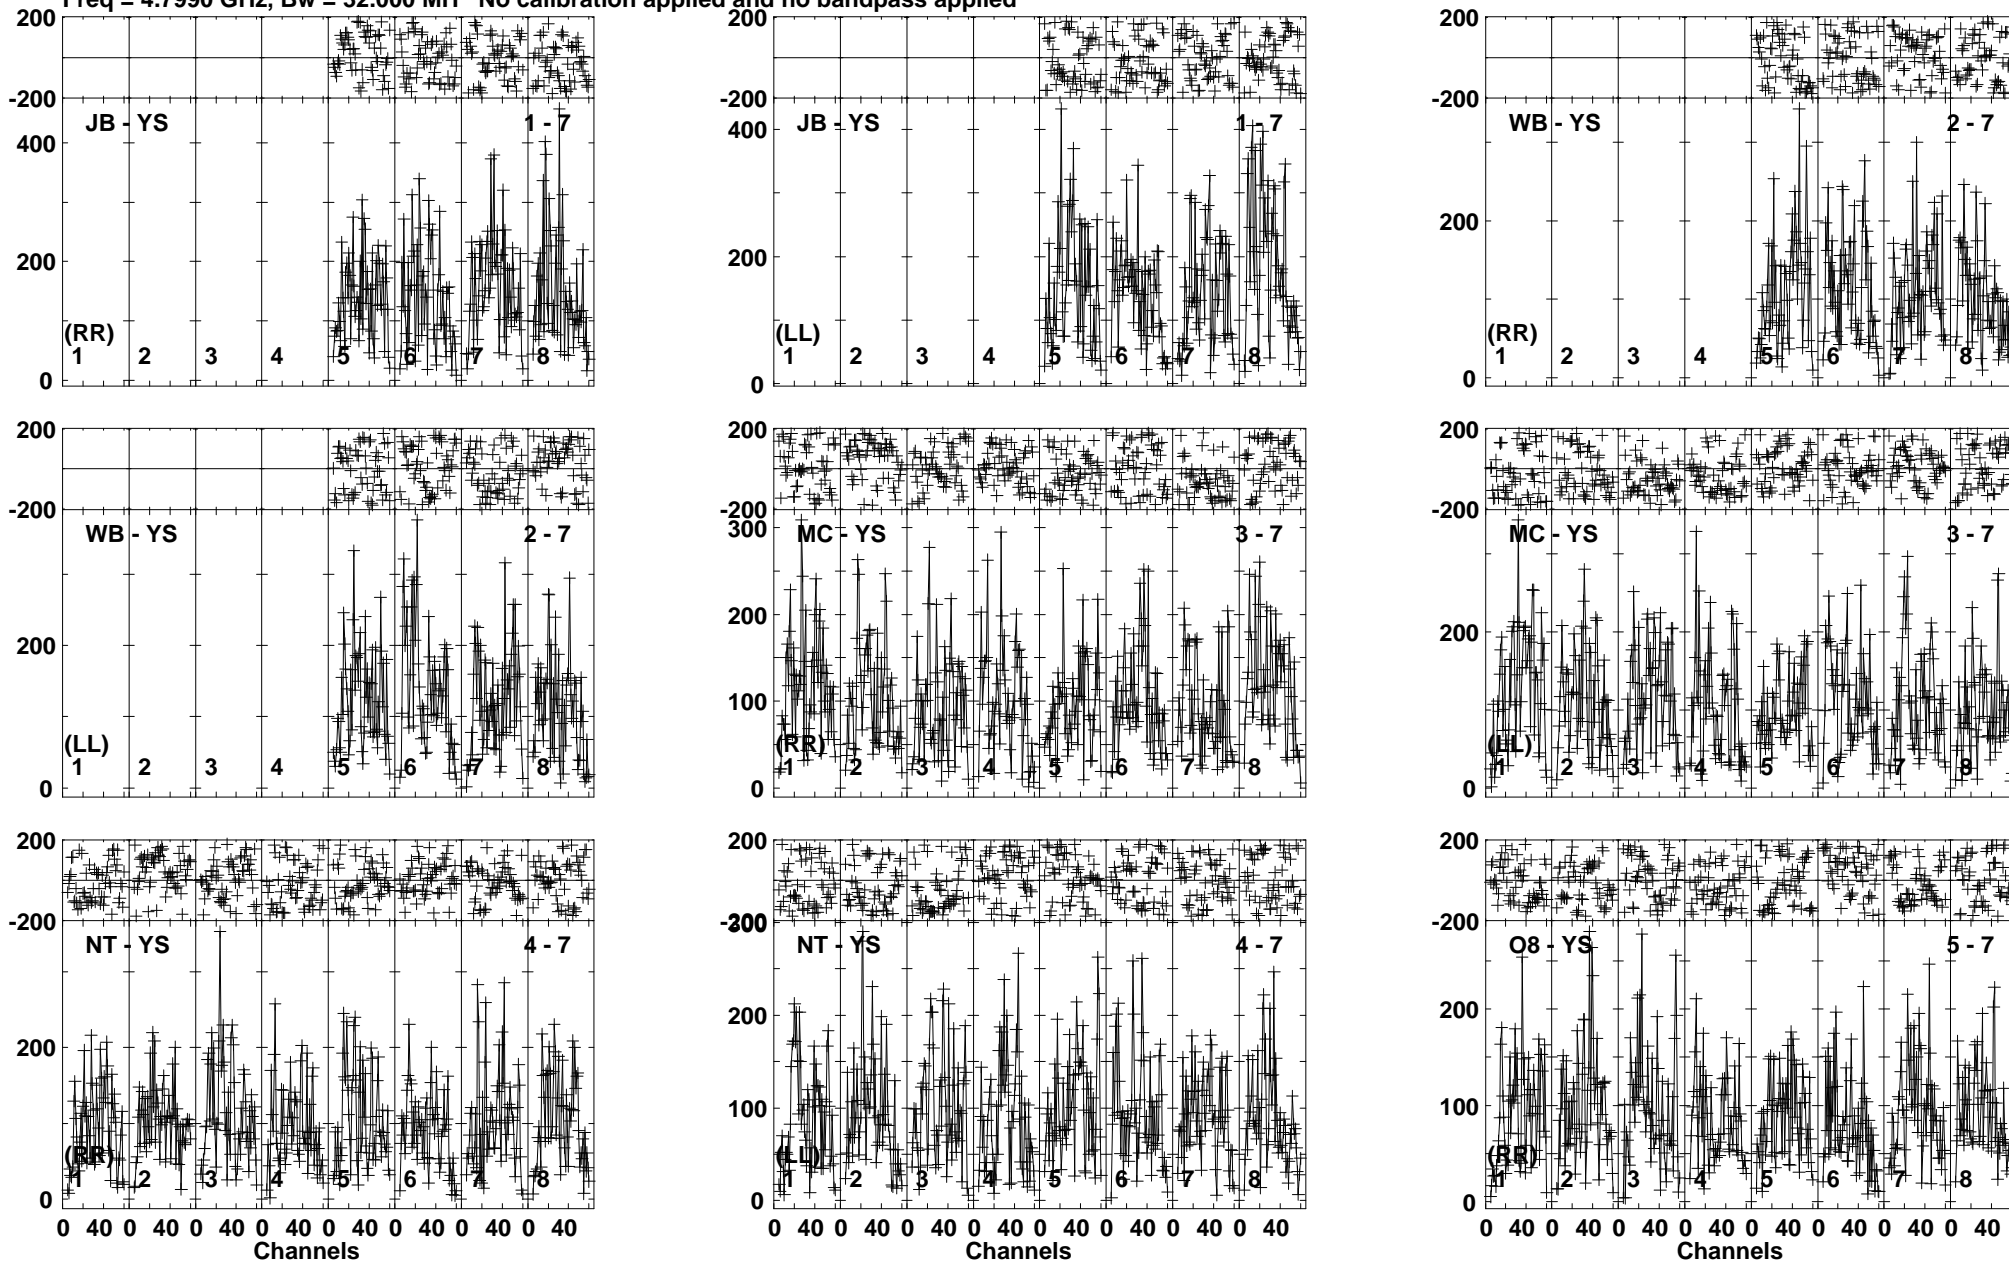 Freq = 4.7990 GHz, Bw = 32.000 MH No calibration applied and no bandpass applied
200 200 200
-200 -200 -200
JB - YS 1 - 7 JB - YS 1 - 7 WB - YS 2 - 7
400 400
200 200 200
(RR) (LL) (RR)
1 2 3 4 5 6 7 8 1 2 3 4 5 6 7 8 1 2 3 4 5 6 7 8
0 0 0
200 200 200
-200 -200 -200
WB - YS 2 - 7 MC - YS 3 - 7 MC - YS 3 - 7
300
200 200 200
100
(LL) (RR) (LL)
1 2 3 4 5 6 7 8 1 2 3 4 5 6 7 8 1 2 3 4 5 6 7 8
0 0 0
200 200 200
-200 -200 -200
300
NT - YS 4 - 7 NT - YS 4 - 7 O8 - YS 5 - 7
200 200 200
100 100
(RR) (LL) (RR)
1 2 3 4 5 6 7 8 1 2 3 4 5 6 7 8 1 2 3 4 5 6 7 8
0 0 0
0 40 0 40 0 40 0 40 0 40 0 40 0 40 0 40 0 40 0 40 0 40 0 40 0 40 0 40 0 40 0 40 0 40 0 40 0 40 0 40 0 40 0 40 0 40 0 40
Channels Channels Channels